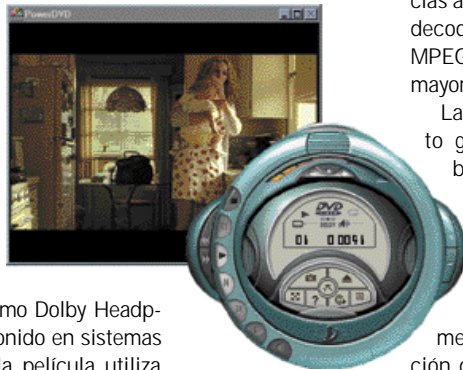 PowerDVD
cias a
decod
MPEG
mayor
La
to g
b
DVD
01 0:00:41
?
mo Dolby Headp-
onido en sistemas
la película utiliza
me
ción d